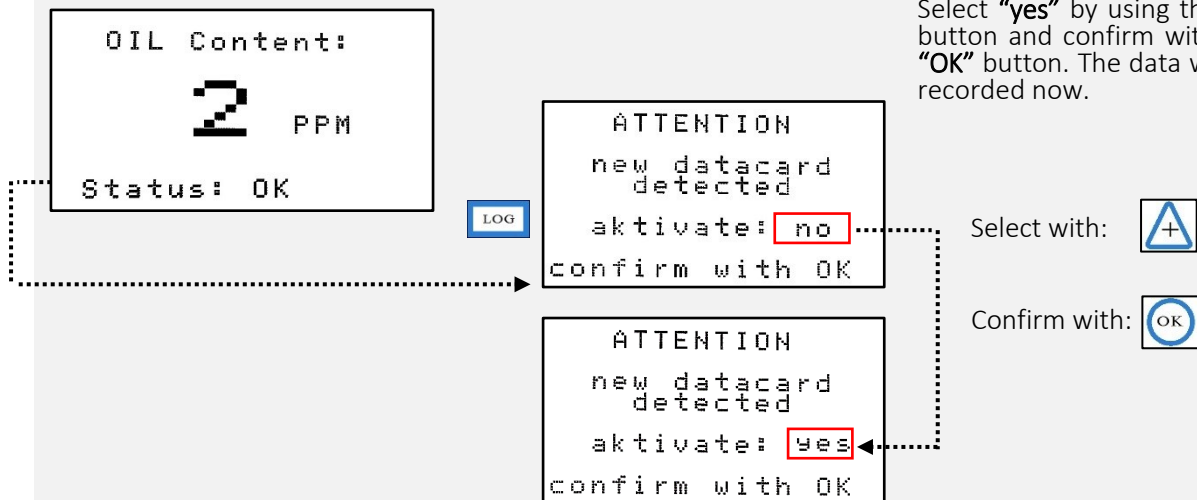 OIL Content:
2 PPM
Status: OK
Select "yes" by using
button and confirm
"OK" button. The data
recorded now.
LOG
ATTENTION
new datacard
detected
aktivate: no
confirm with OK
Select with: +
Confirm with: OK
ATTENTION
new datacard
detected
aktivate: yes
confirm with OK